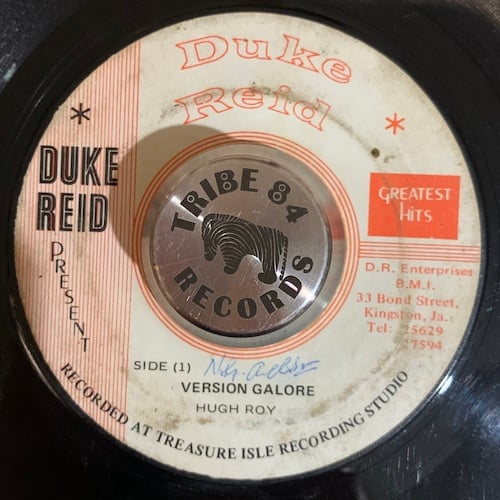 Duke
Reid
* *
DUKE
REID
PRESENT
TRIBE 84
RECORDS
GREATEST
HITS
D.R. Enterprises
B.M.I.
33 Bond Street,
Kingston, Ja.:
Tel: 25629
27594
SIDE (1)
VERSION GALORE
HUGH ROY
RECORDED AT TREASURE ISLE RECORDING STUDIO